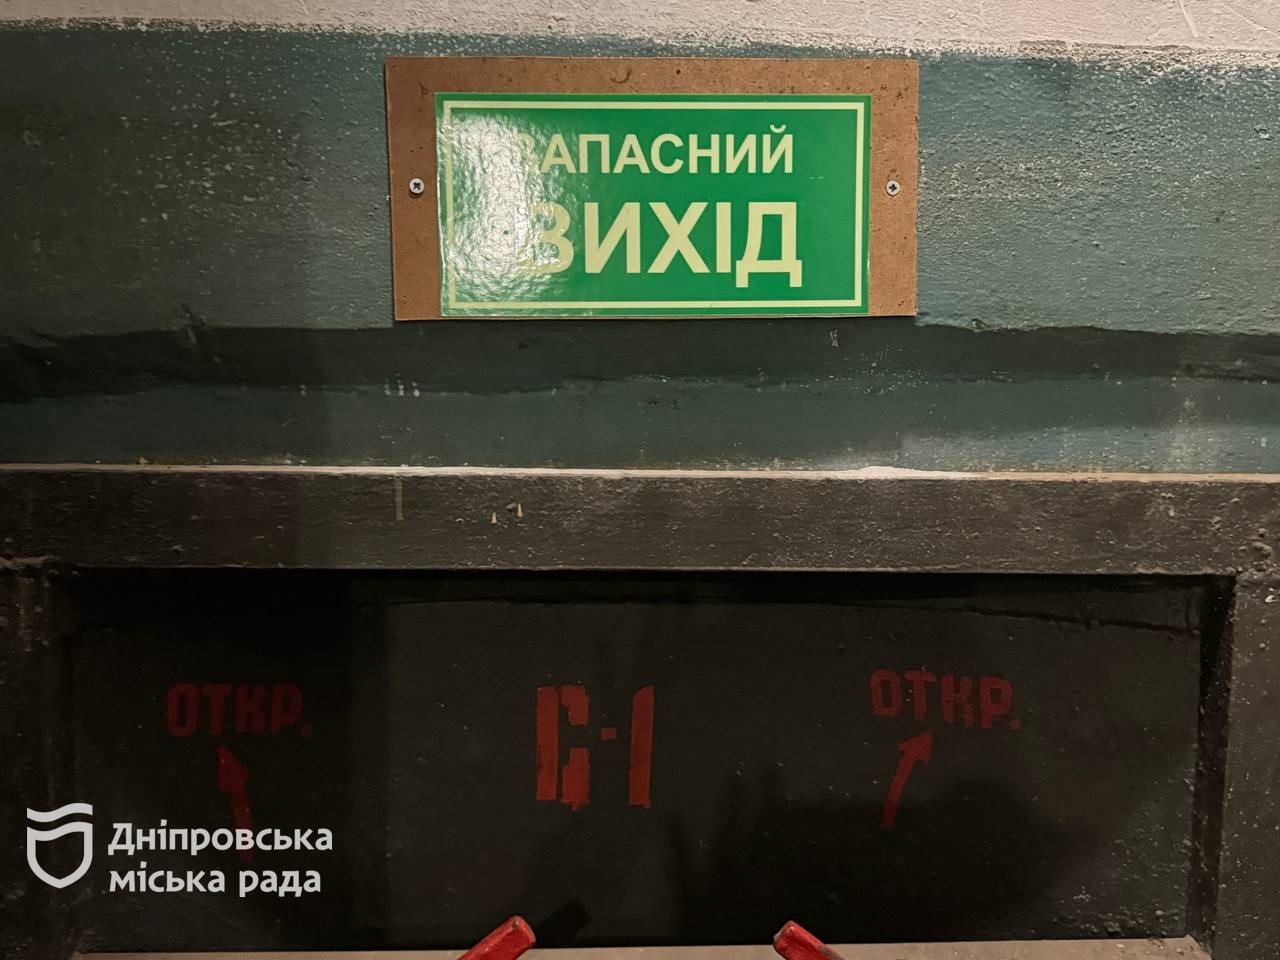 ЗАПАСНИЙ
ВИХІД
ОТКР.
С-1
ОТКР.
Дніпровська
міська рада